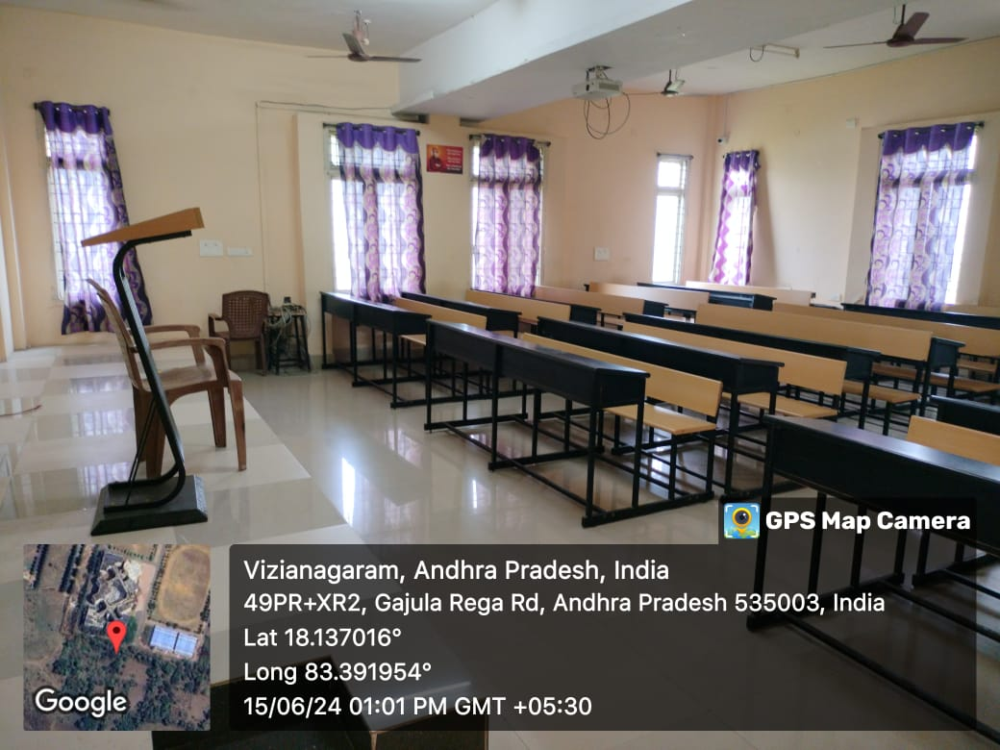 GPS Map Camera
Vizianagaram, Andhra Pradesh, India
49PR+XR2, Gajula Rega Rd, Andhra Pradesh 535003, India
Lat 18.137016°
Long 83.391954°
15/06/24 01:01 PM GMT +05:30
Google